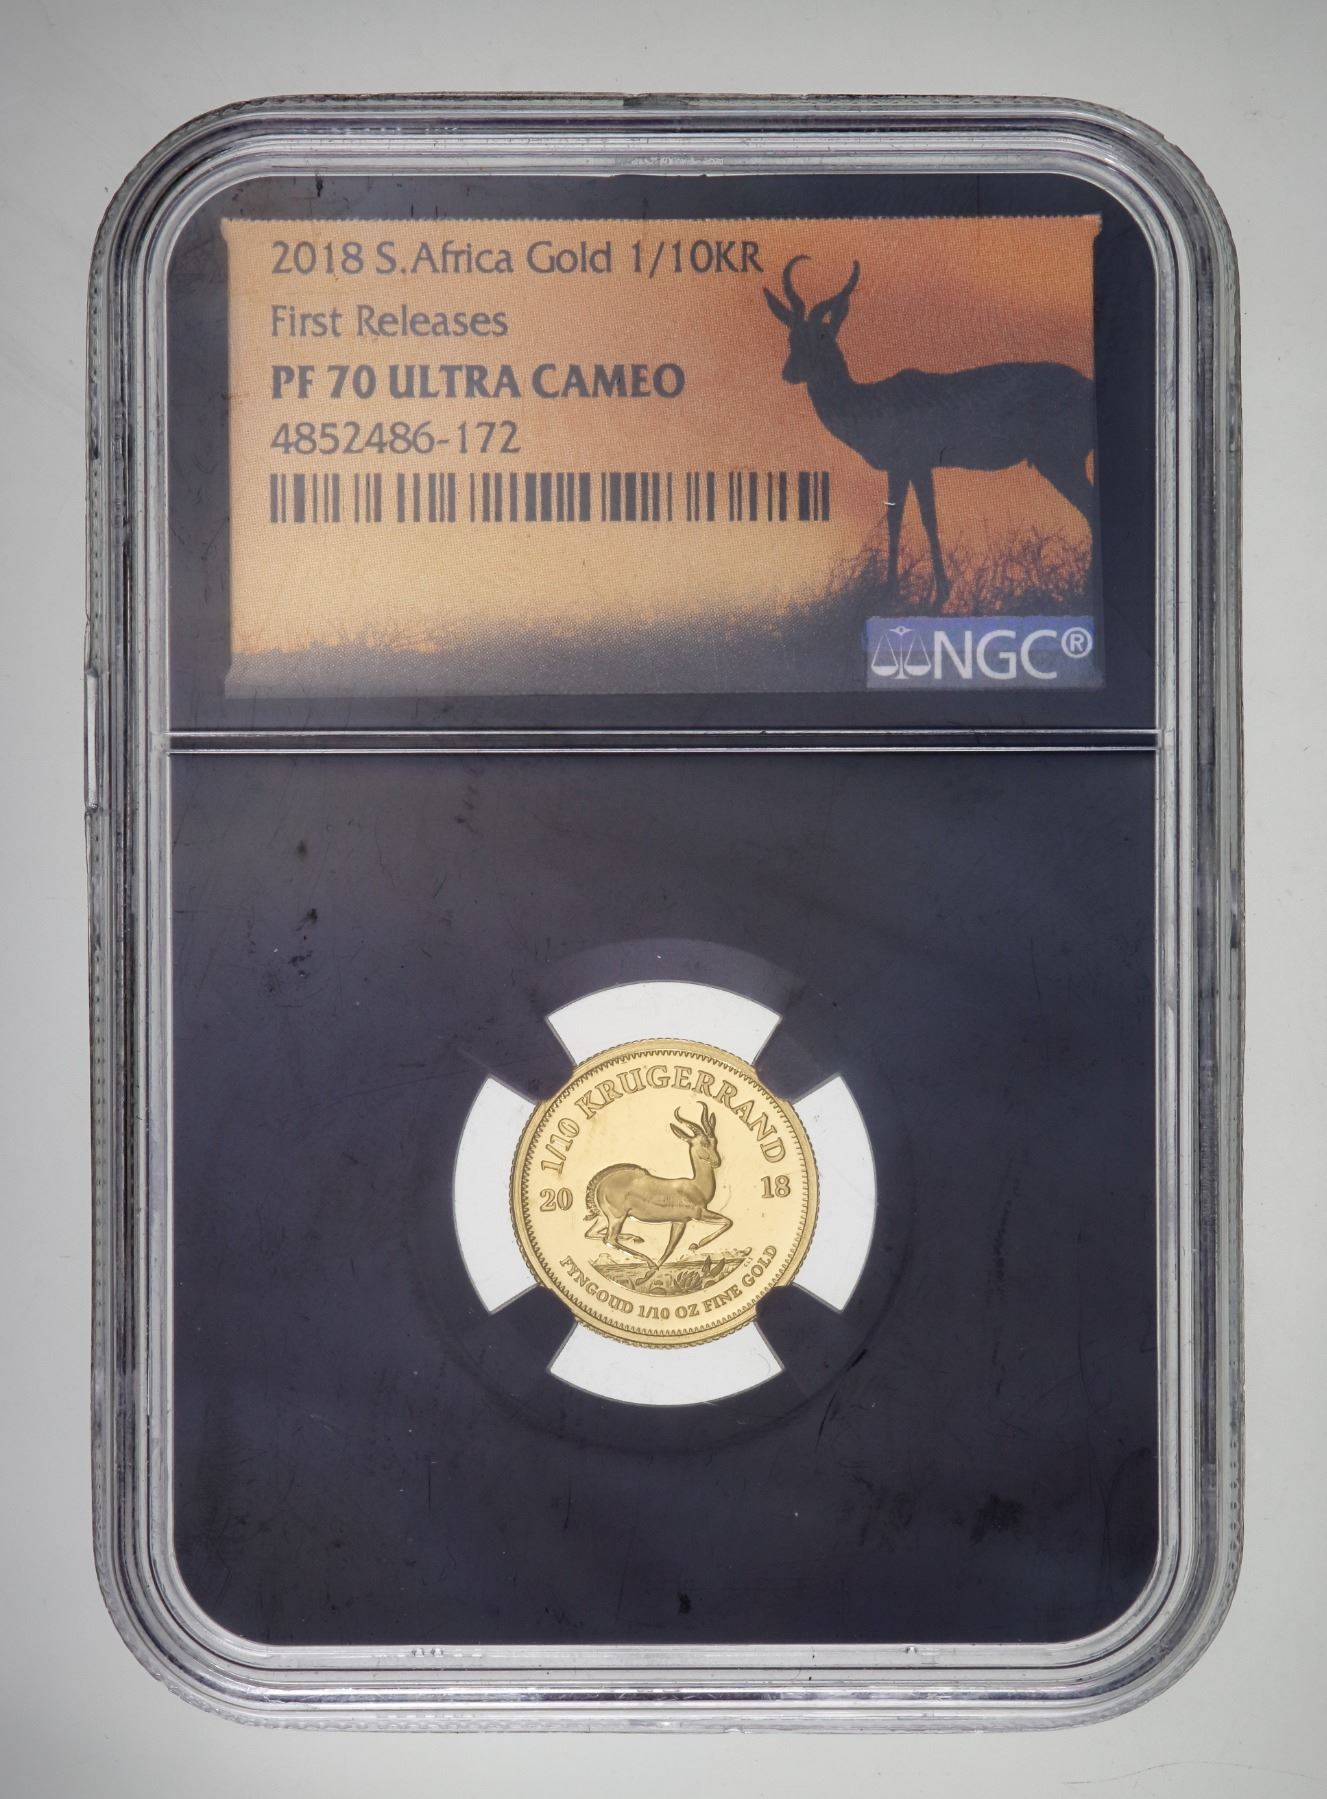 2018 S.Africa Gold 1/10KR
First Releases
PF 70 ULTRA CAMEO
4852486-172
NGC®
1/10 KRUGERRAND
20 18
FYNGOUD 1/10 OZ FINE GOLD